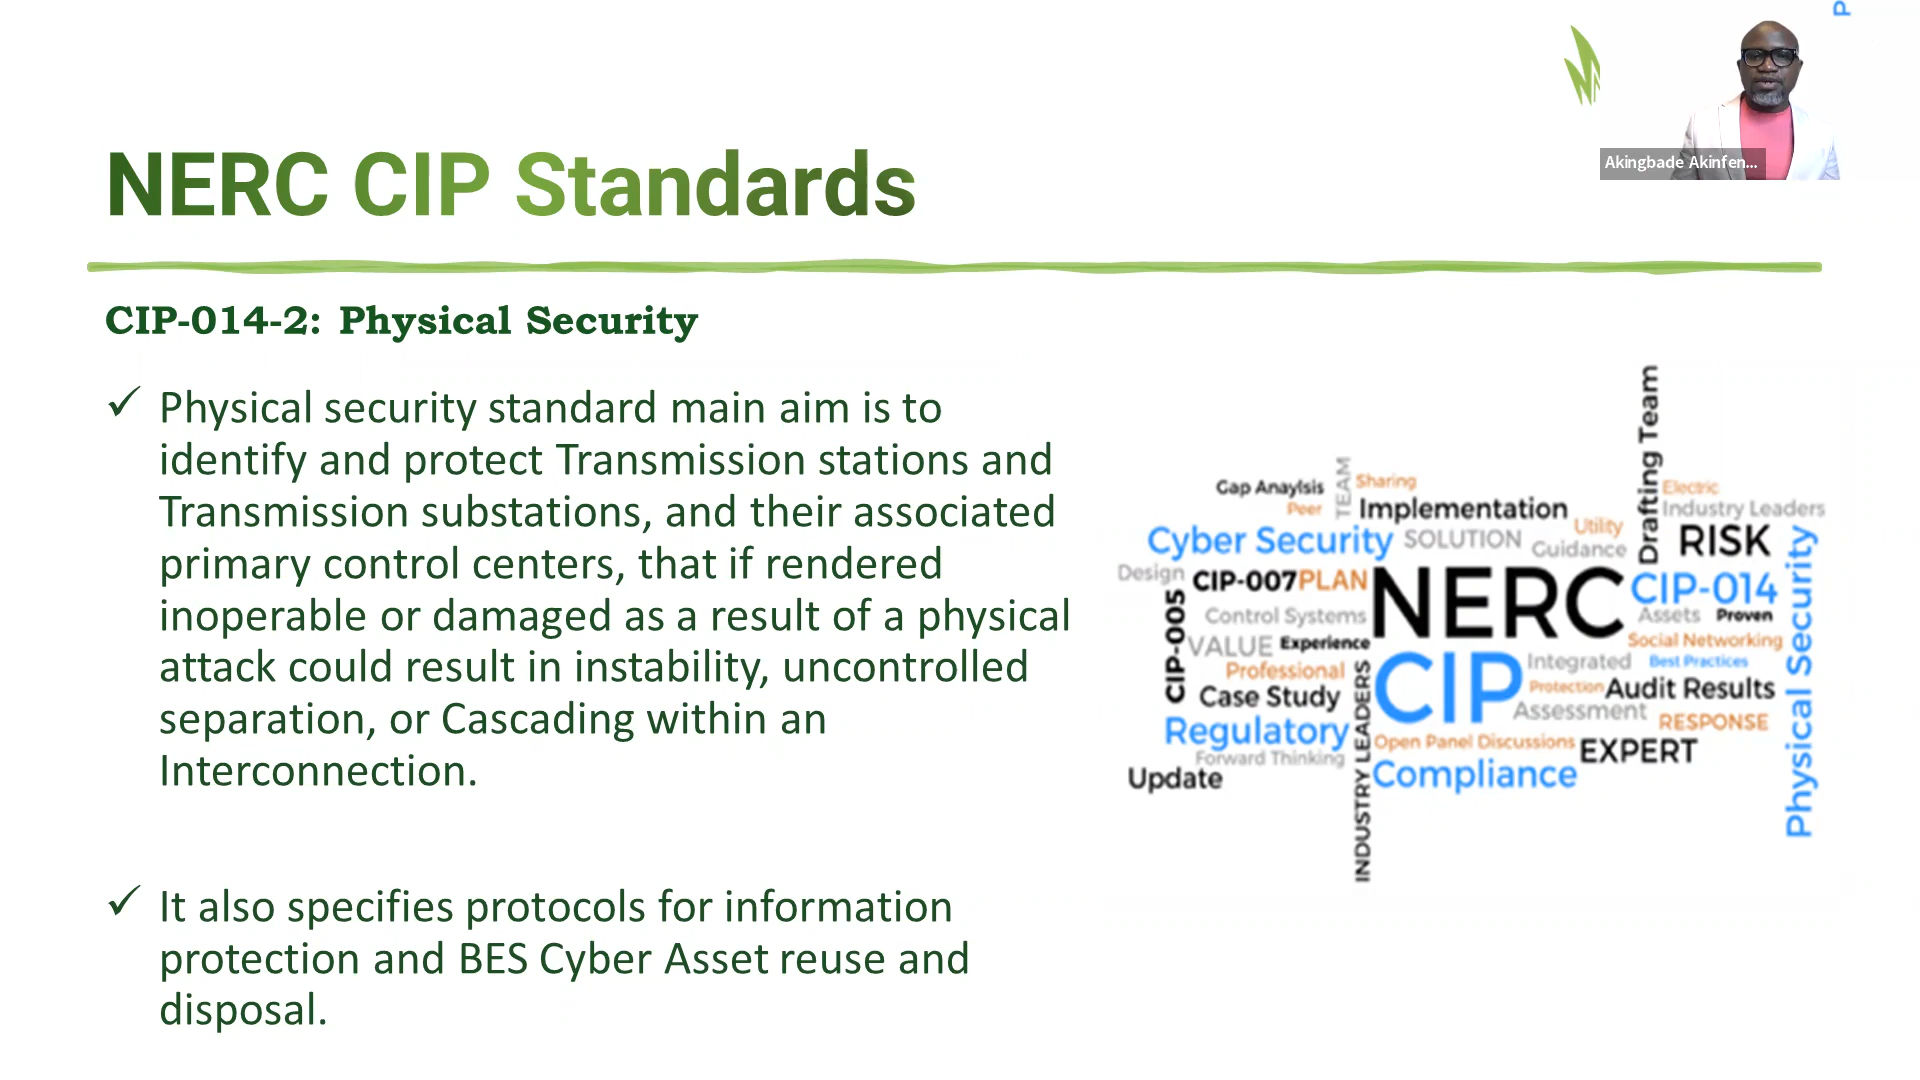 P
Akingbade Akinfen...
NERC CIP Standards
CIP-014-2: Physical Security
✓ Physical security standard main aim is to
identify and protect Transmission stations and
Transmission substations, and their associated
primary control centers, that if rendered
inoperable or damaged as a result of a physical
attack could result in instability, uncontrolled
separation, or Cascading within an
Interconnection.
✓ It also specifies protocols for information
protection and BES Cyber Asset reuse and
disposal.
Drafting Team
Gap Anaylsis
TEAM
Sharing
Electric
Peer
Implementation
Industry Leaders
Utility
Cyber Security
SOLUTION
Guidance
RISK
Design
CIP-007
PLAN
NERC
CIP-014
CIP-005
Control Systems
Assets
Proven
Physical Security
VALUE
Experience
Social Networking
Professional
CIP
Integrated
Best Practices
Case Study
INDUSTRY LEADERS
Protection
Audit Results
Assessment
RESPONSE
Regulatory
Open Panel Discussions
EXPERT
Forward Thinking
Update
Compliance